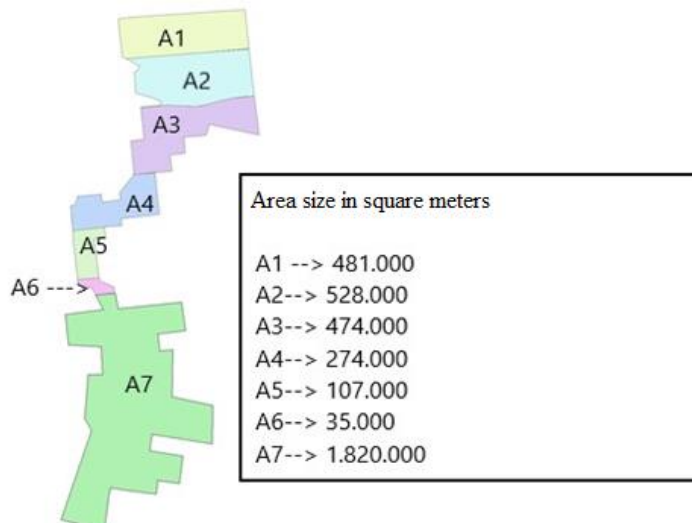 A1
A2
A3
A4
A5
A6 --->
A7
Area size in square meters
A1 --> 481.000
A2--> 528.000
A3--> 474.000
A4--> 274.000
A5--> 107.000
A6--> 35.000
A7--> 1.820.000